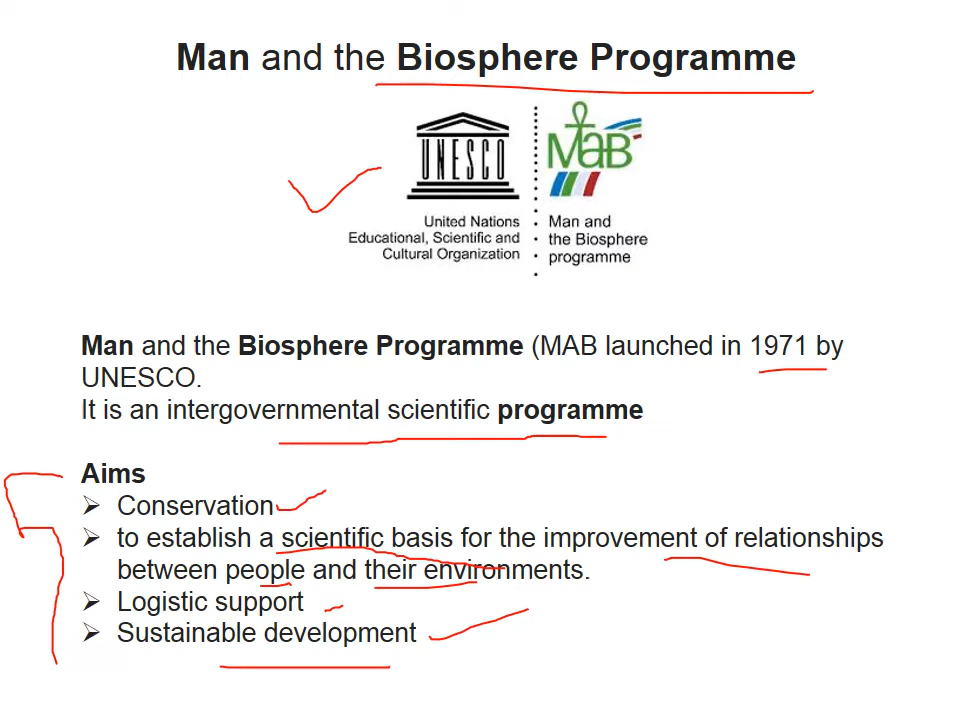 Man and the Biosphere Programme
UNESCO
United Nations
Educational, Scientific and
Cultural Organization
MaB
Man and
the Biosphere
programme
Man and the Biosphere Programme (MAB launched in 1971 by
UNESCO.
It is an intergovernmental scientific programme
Aims
➢ Conservation
➢ to establish a scientific basis for the improvement of relationships
between people and their environments.
➢ Logistic support
➢ Sustainable development